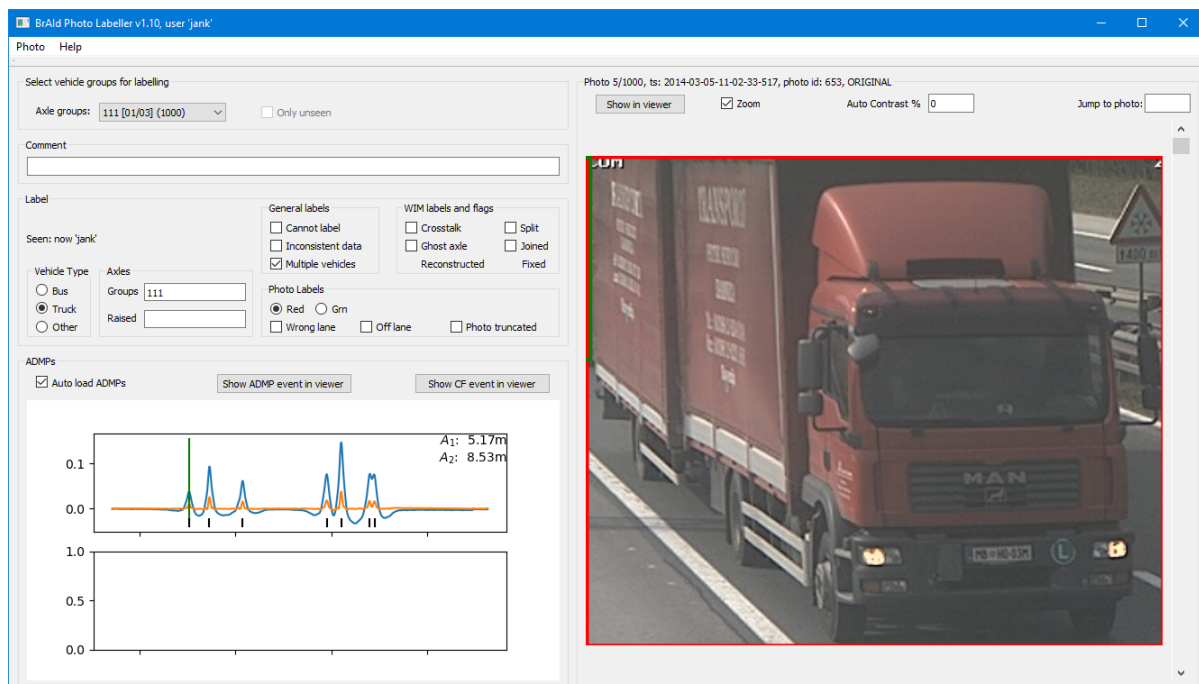 BrAId Photo Labeller v1.10, user 'jank'
Photo Help
Select vehicle groups for labelling
Axle groups: 111 [01/03] (1000) Only unseen
Comment
Label
Seen: now 'jank'
Vehicle Type
Bus
Truck
Other
Axles
Groups 111
Raised
General labels
Cannot label
Inconsistent data
Multiple vehicles
WIM labels and flags
Crosstalk Split
Ghost axle Joined
Reconstructed Fixed
Photo Labels
Red Grn
Wrong lane Off lane Photo truncated
ADMPs
Auto load ADMPs Show ADMP event in viewer Show CF event in viewer
A₁: 5.17m
A₂: 8.53m
0.1
0.0
1.0
0.5
0.0
Photo 5/1000, ts: 2014-03-05-11-02-33-517, photo id: 653, ORIGINAL
Show in viewer Zoom Auto Contrast % 0 Jump to photo:
TRANSPORT
MAN
L